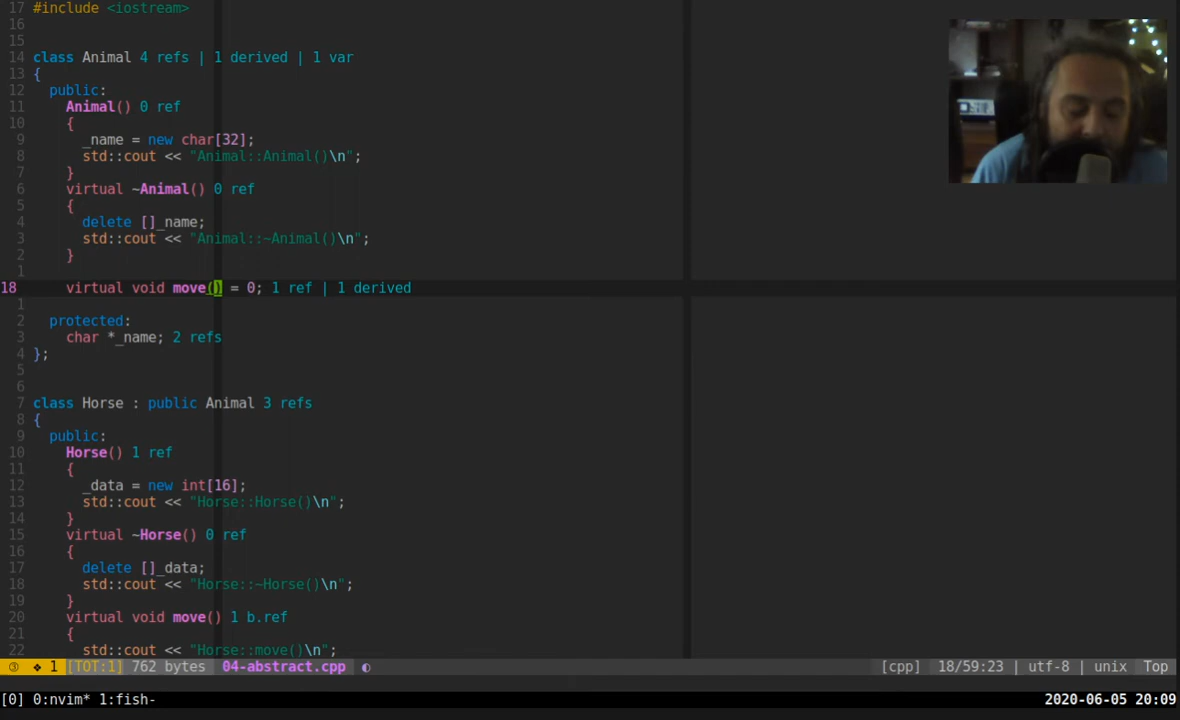 17 #include <iostream>
16
15
14 class Animal 4 refs | 1 derived | 1 var
13 {
12   public:
11     Animal() 0 ref
10     {
9       _name = new char[32];
8       std::cout << "Animal::Animal()\n";
7     }
6     virtual ~Animal() 0 ref
5     {
4       delete []_name;
3       std::cout << "Animal::~Animal()\n";
2     }
1
18     virtual void move() = 0; 1 ref | 1 derived
1
2   protected:
3     char *_name; 2 refs
4 };
5
6
7 class Horse : public Animal 3 refs
8 {
9   public:
10     Horse() 1 ref
11     {
12       _data = new int[16];
13       std::cout << "Horse::Horse()\n";
14     }
15     virtual ~Horse() 0 ref
16     {
17       delete []_data;
18       std::cout << "Horse::~Horse()\n";
19     }
20     virtual void move() 1 b.ref
21     {
22       std::cout << "Horse::move()\n";
③ ❖ 1 [TOT:1] 762 bytes 04-abstract.cpp ◐ [cpp] 18/59:23 | utf-8 | unix Top
[0] 0:nvim* 1:fish- 2020-06-05 20:09